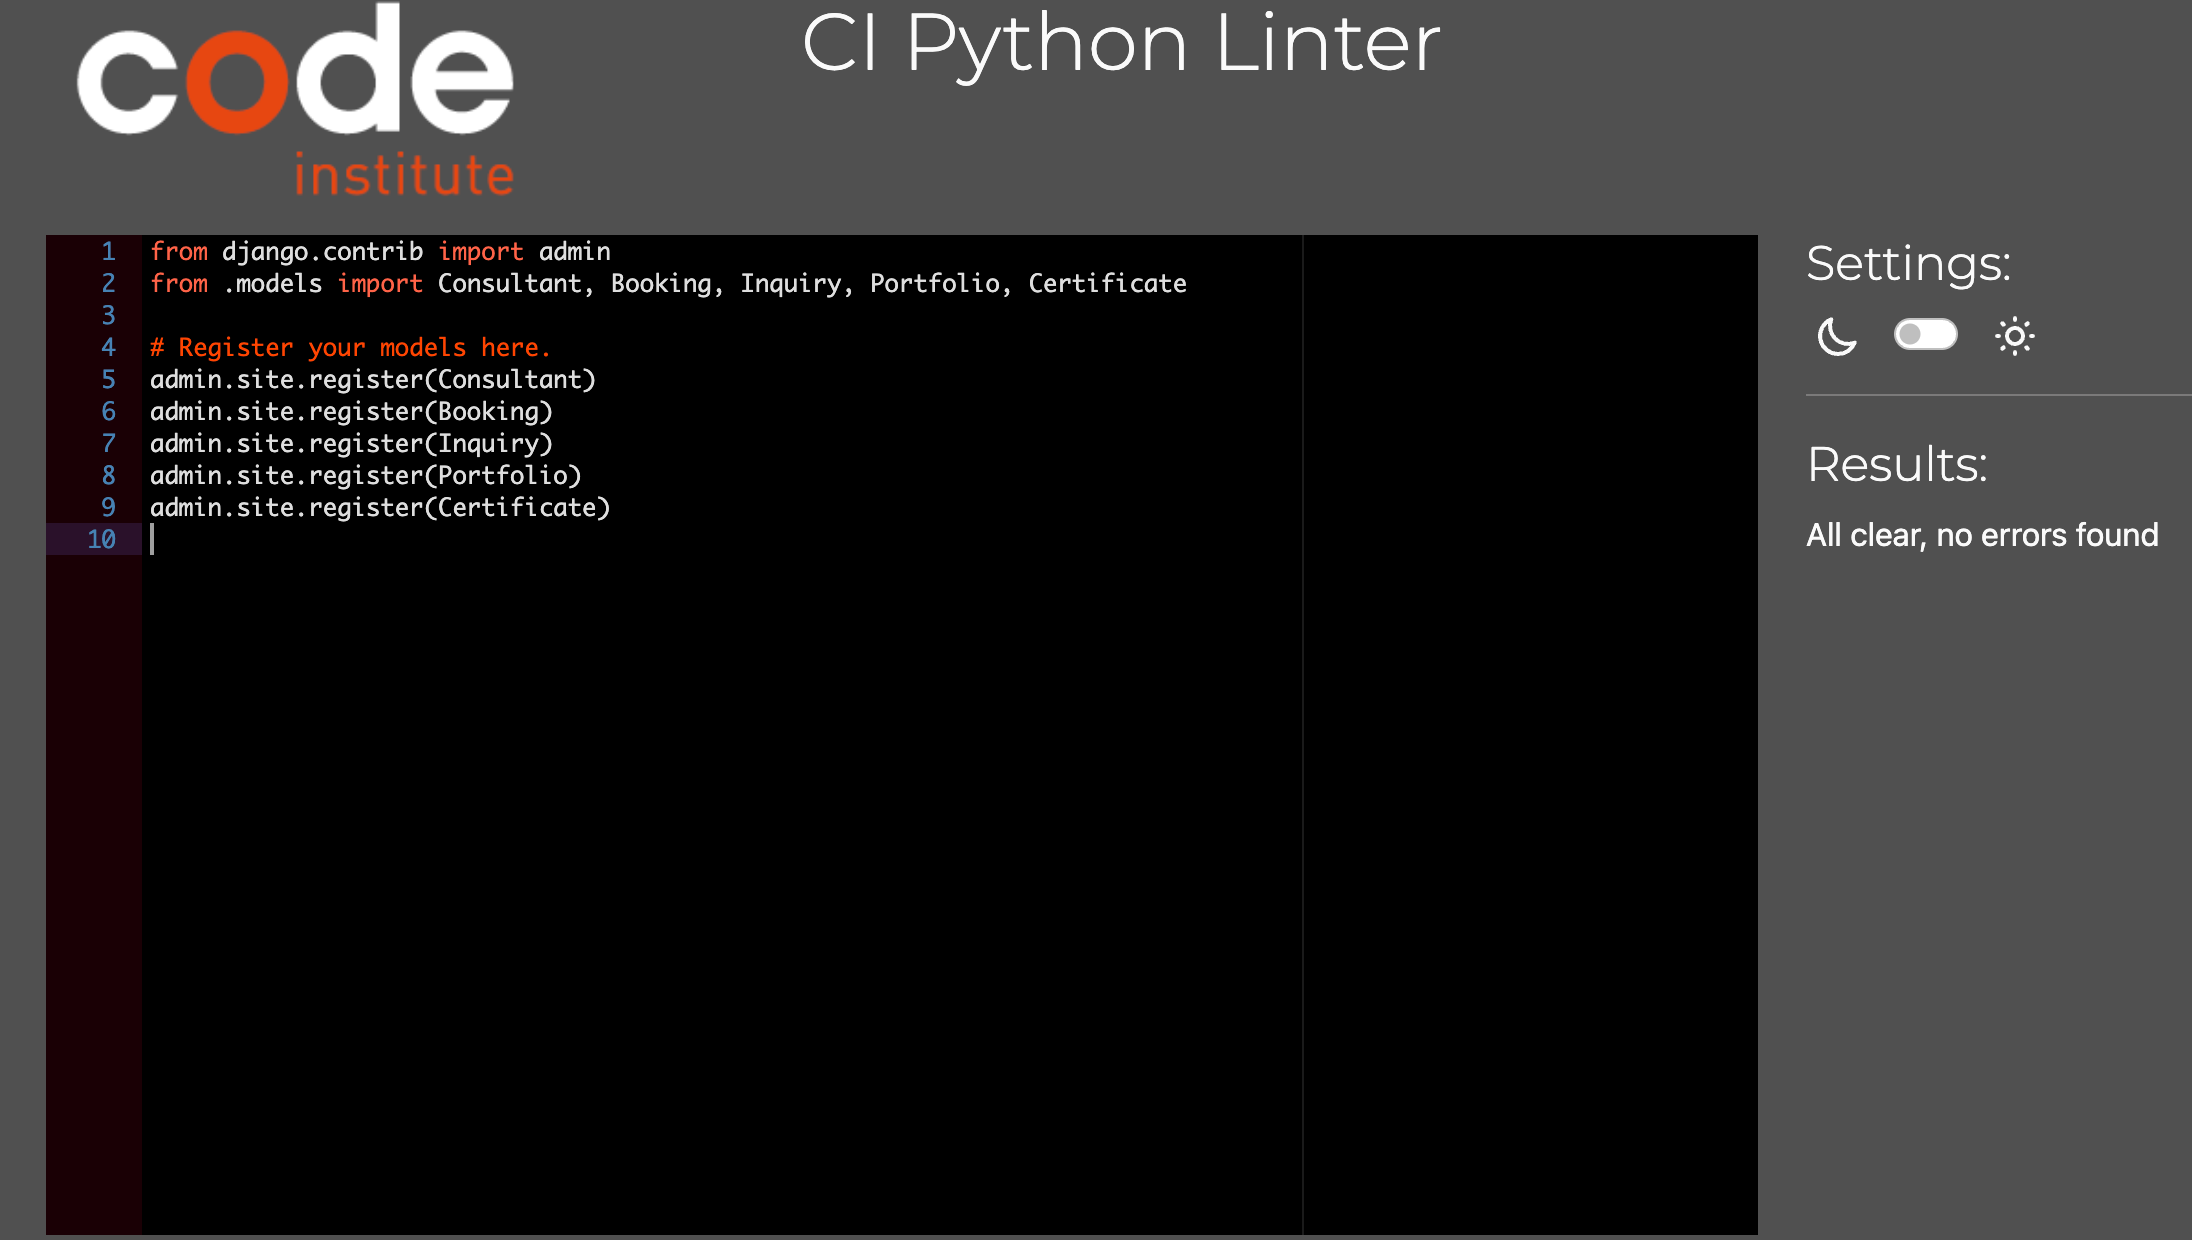 code
institute
CI Python Linter
1 from django.contrib import admin
2 from .models import Consultant, Booking, Inquiry, Portfolio, Certificate
3
4 # Register your models here.
5 admin.site.register(Consultant)
6 admin.site.register(Booking)
7 admin.site.register(Inquiry)
8 admin.site.register(Portfolio)
9 admin.site.register(Certificate)
10
Settings:
Results:
All clear, no errors found